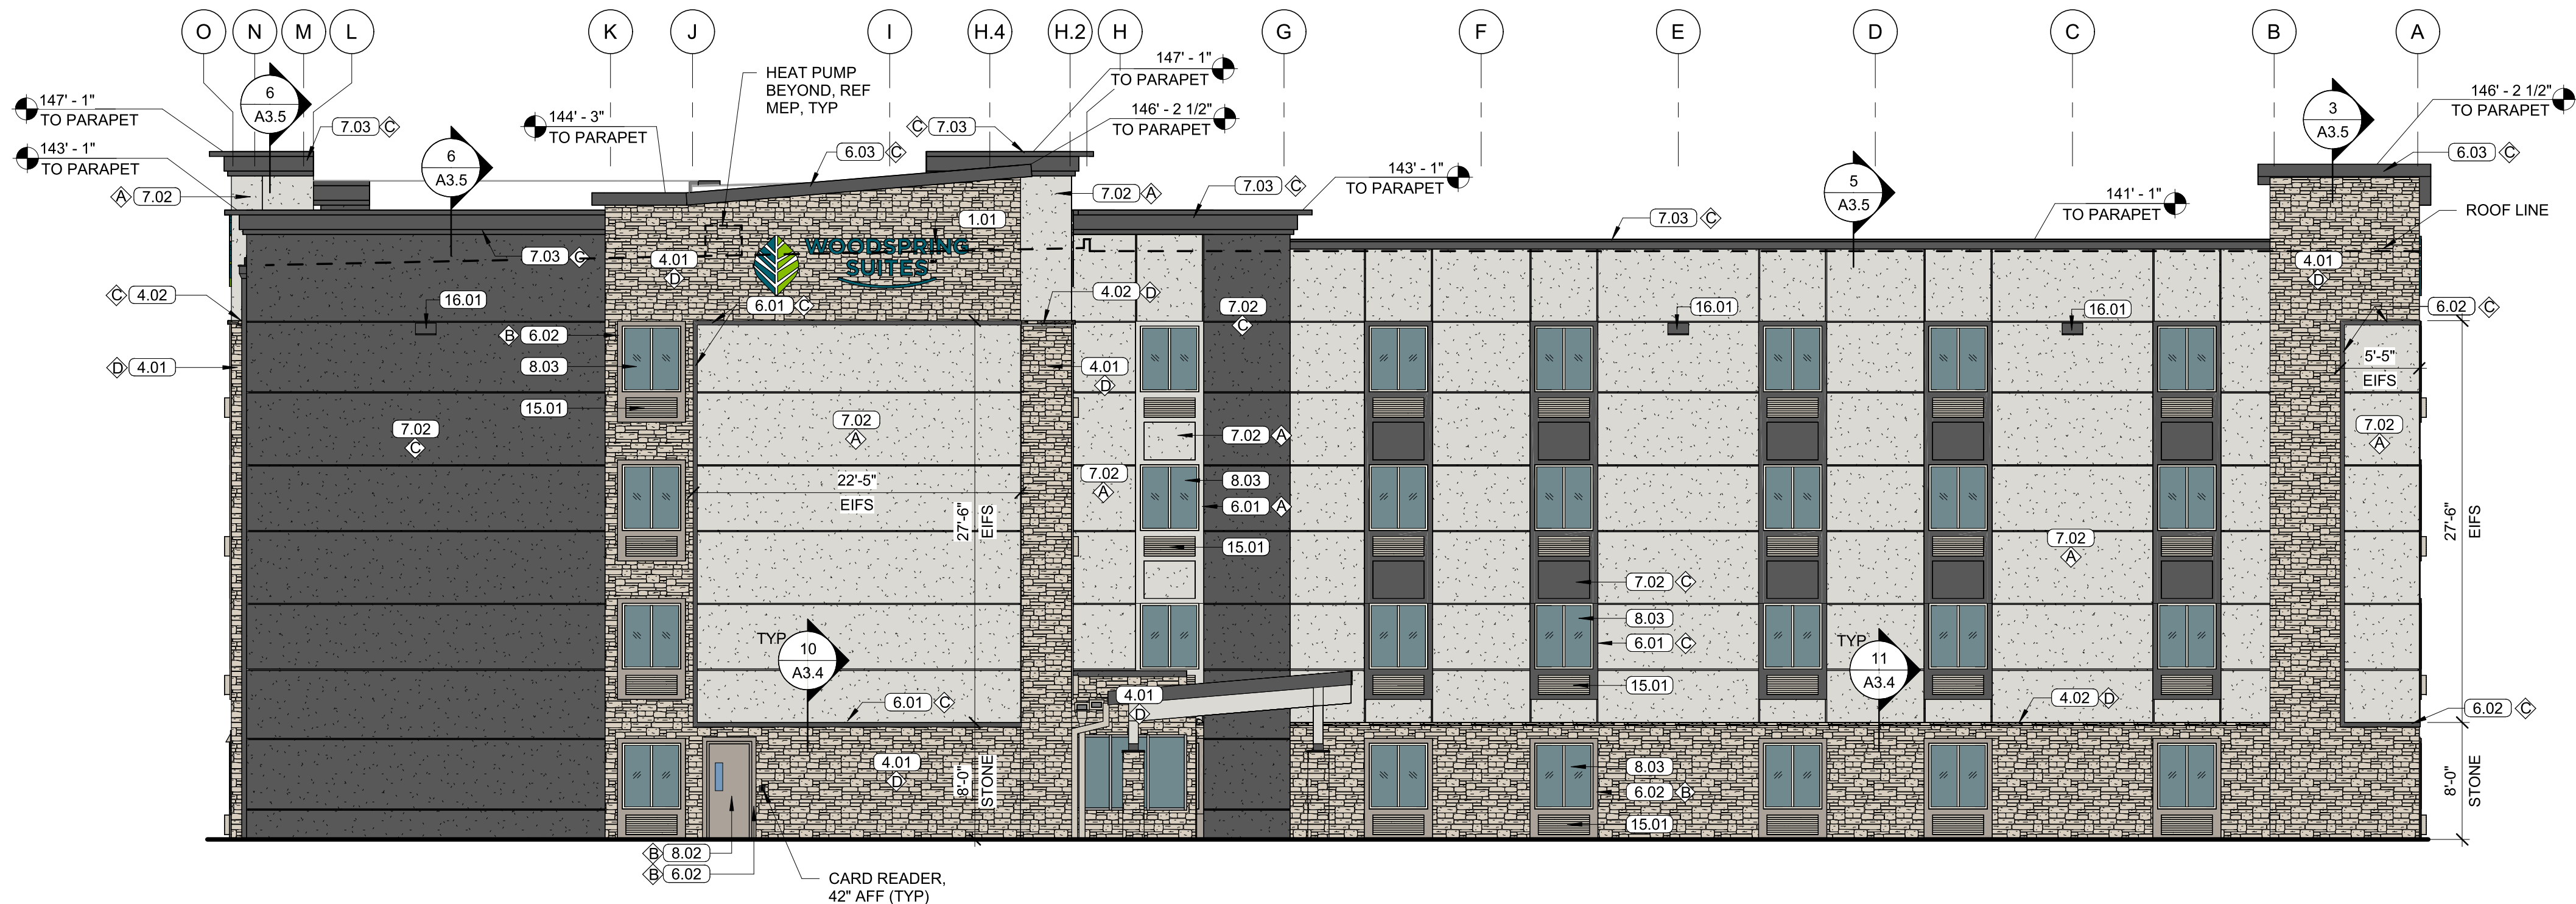 O N M L K J I H.4 H.2 H G F E D C B A
HEAT PUMP
BEYOND, REF
MEP, TYP
147' - 1"
TO PARAPET
146' - 2 1/2"
TO PARAPET
147' - 1"
TO PARAPET
143' - 1"
TO PARAPET
6
A3.5
7.03 C
6
A3.5
144' - 3"
TO PARAPET
C 7.03
6.03 C
3
A3.5
146' - 2 1/2"
TO PARAPET
6.03 C
5
A3.5
143' - 1"
TO PARAPET
7.03 C
141' - 1"
TO PARAPET
7.03 C
ROOF LINE
A 7.02
7.02 A
1.01
WOODSPRING
SUITES
7.03 C
4.01
D
4.01
D
C 4.02
16.01
6.01 C
4.02 D
7.02
C
16.01
16.01
6.02 C
B 6.02
D 4.01
8.03
4.01
D
5'-5"
EIFS
15.01
7.02
C
7.02
A
7.02 A
7.02
A
22'-5"
EIFS
7.02
A
8.03
6.01 A
27'-6"
EIFS
27'-6"
EIFS
15.01
7.02
A
7.02 C
8.03
6.01 C
TYP
10
A3.4
TYP
11
A3.4
15.01
4.01
D
6.01 C
4.02 D
6.02 C
4.01
D
8'-0"
STONE
8.03
6.02 B
15.01
8'-0"
STONE
B 8.02
B 6.02
CARD READER,
42" AFF (TYP)